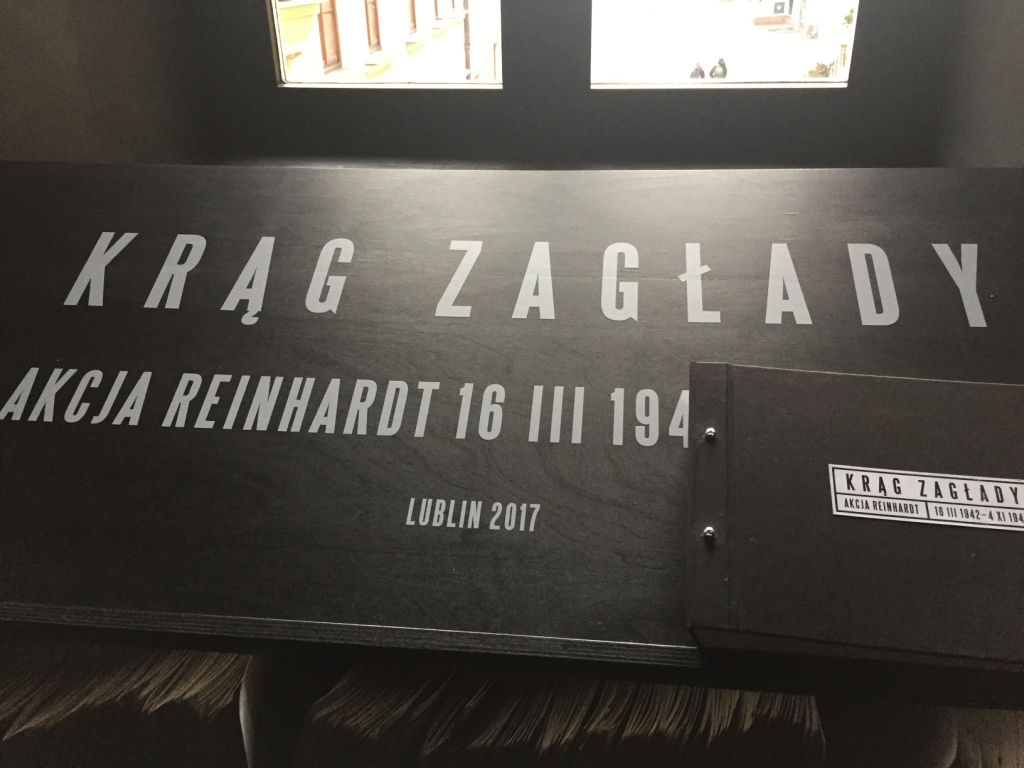 KRĄG ZAGŁADY
AKCJA REINHARDT 16 III 194
LUBLIN 2017
KRĄG ZAGŁADY
AKCJA REINHARDT 16 III 1942-4 XI 194